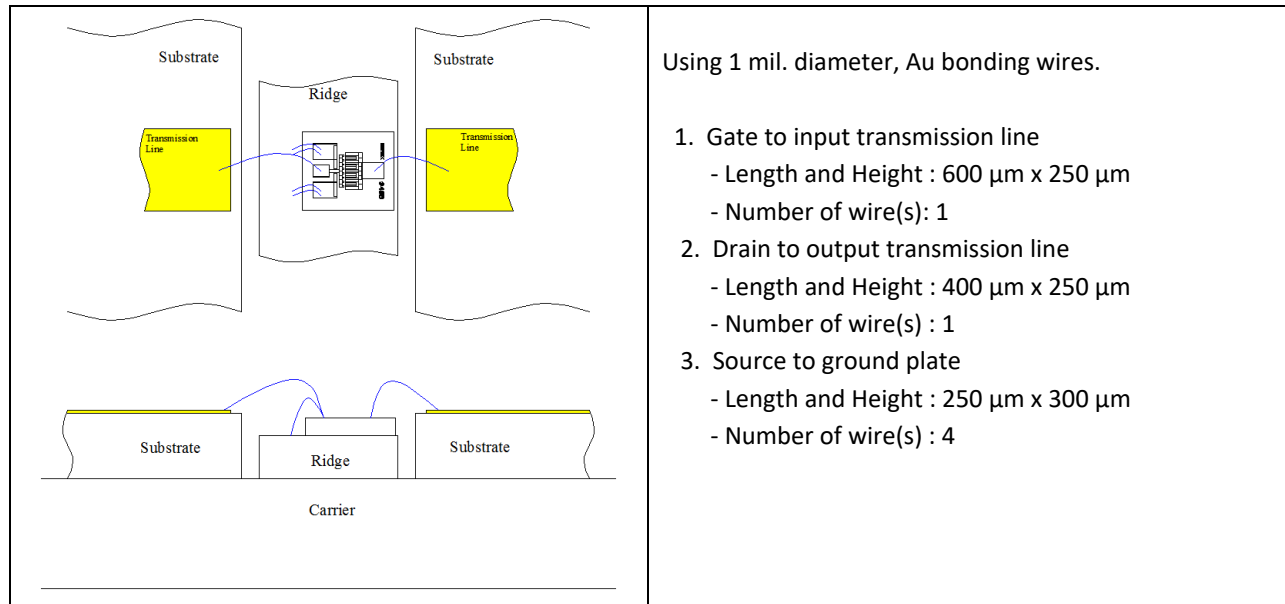 Substrate
Substrate
Ridge
Transmission
Line
Transmission
Line
Substrate
Ridge
Substrate
Carrier
Using 1 mil. diameter, Au bonding wires.
1. Gate to input transmission line
- Length and Height : 600 µm x 250 µm
- Number of wire(s): 1
2. Drain to output transmission line
- Length and Height : 400 µm x 250 µm
- Number of wire(s) : 1
3. Source to ground plate
- Length and Height : 250 µm x 300 µm
- Number of wire(s) : 4